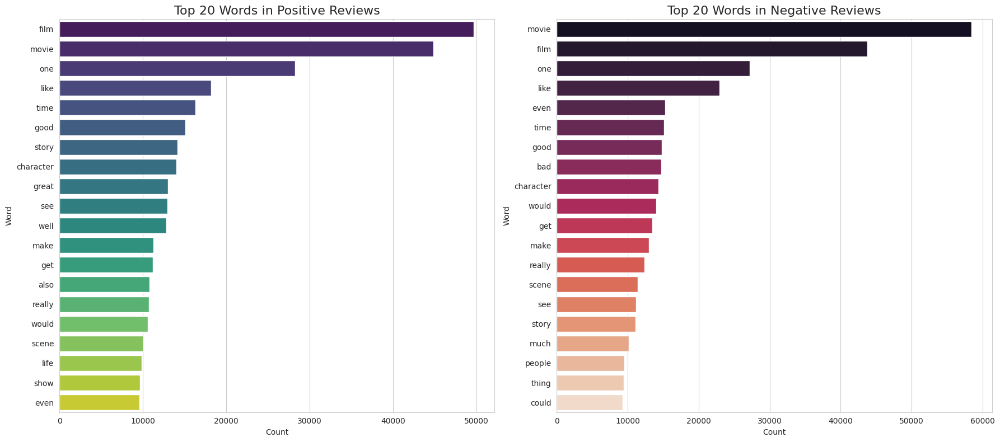 Top 20 Words in Positive Reviews
Word
film
movie
one
like
time
good
story
character
great
see
well
make
get
also
really
would
scene
life
show
even
0 10000 20000 30000 40000 50000
Count
Top 20 Words in Negative Reviews
Word
movie
film
one
like
even
time
good
bad
character
would
get
make
really
scene
see
story
much
people
thing
could
0 10000 20000 30000 40000 50000 60000
Count